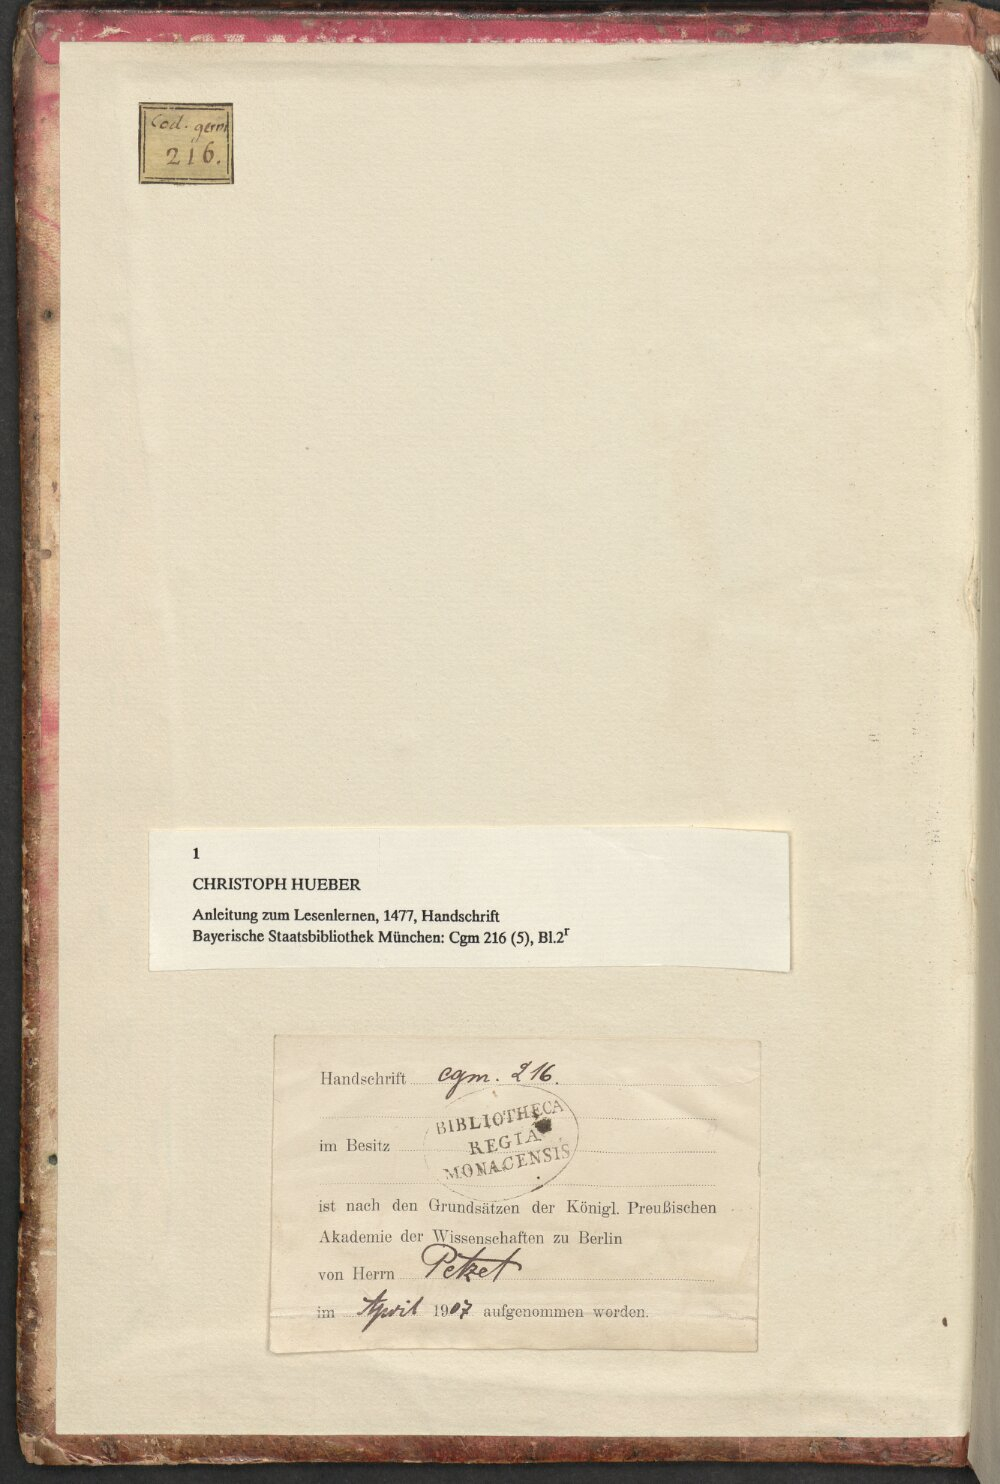 Cod. germ
216.
1
CHRISTOPH HUEBER
Anleitung zum Lesenlernen, 1477, Handschrift
Bayerische Staatsbibliothek München: Cgm 216 (5), Bl.2r
Handschrift cgm. 216.
BIBLIOTHECA
REGIA
MONACENSIS
im Besitz
ist nach den Grundsätzen der Königl. Preußischen
Akademie der Wissenschaften zu Berlin
von Herrn Petzet
im April 1907 aufgenommen worden.